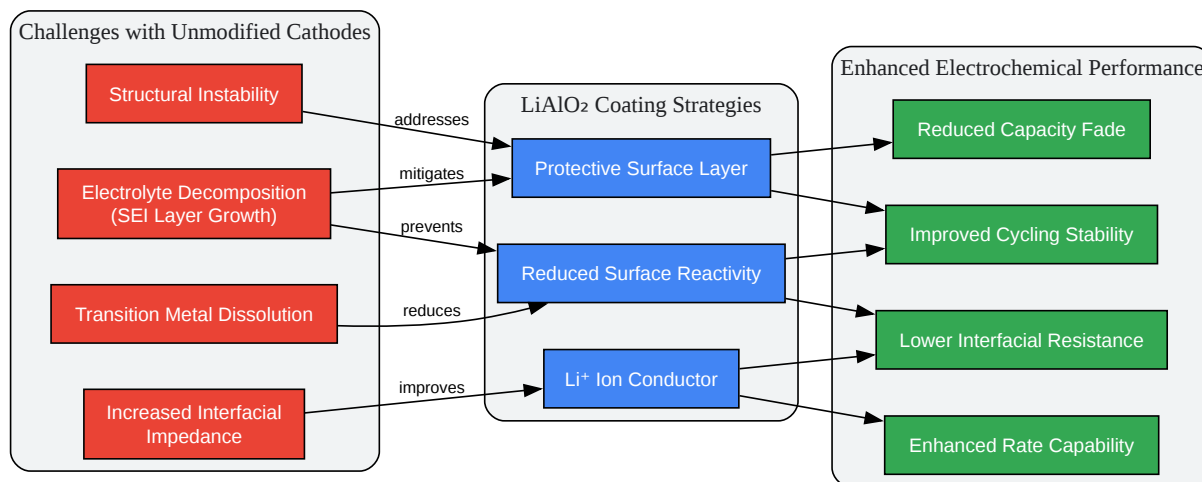 Challenges with Unmodified Cathodes
Structural Instability
Electrolyte Decomposition
(SEI Layer Growth)
Transition Metal Dissolution
Increased Interfacial
Impedance
addresses
mitigates
prevents
reduces
improves
LiAlO₂ Coating Strategies
Protective Surface Layer
Reduced Surface Reactivity
Li⁺ Ion Conductor
Enhanced Electrochemical Performance
Reduced Capacity Fade
Improved Cycling Stability
Lower Interfacial Resistance
Enhanced Rate Capability